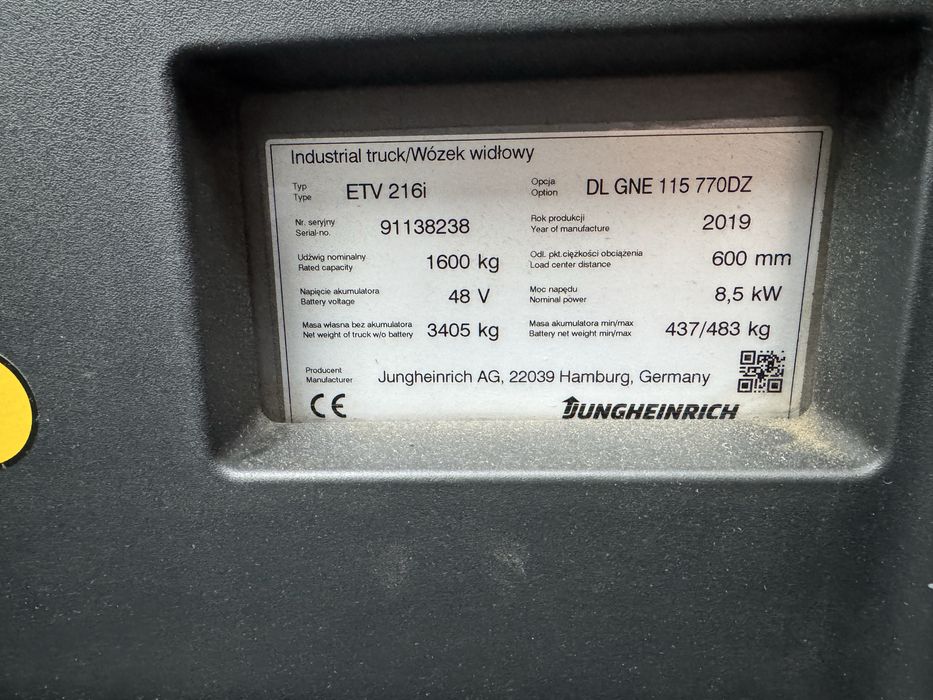 Industrial truck/Wózek widłowy
Typ
Type
ETV 216i
Opcja
Option
DL GNE 115 770DZ
Nr. seryjny
Serial-no.
91138238
Rok produkcji
Year of manufacture
2019
Udźwig nominalny
Rated capacity
1600 kg
Odl. pkt.ciężkości obciążenia
Load center distance
600 mm
Napięcie akumulatora
Battery voltage
48 V
Moc napędu
Nominal power
8,5 kW
Masa własna bez akumulatora
Net weight of truck w/o battery
3405 kg
Masa akumulatora min/max
Battery net weight min/max
437/483 kg
Producent
Manufacturer
Jungheinrich AG, 22039 Hamburg, Germany
CE
JUNGHEINRICH